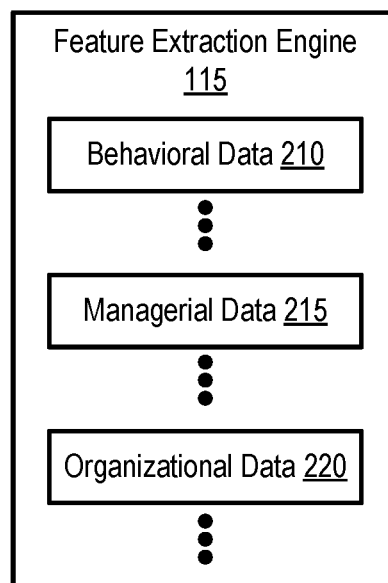 Feature Extraction Engine
115
Behavioral Data 210
Managerial Data 215
Organizational Data 220